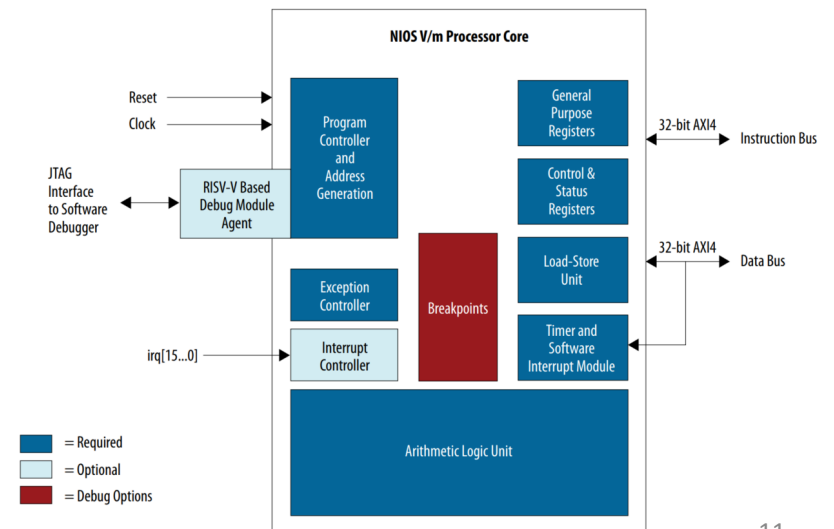 NIOS V/m Processor Core
Reset
Clock
JTAG
Interface
to Software
Debugger
RISV-V Based
Debug Module
Agent
Program
Controller
and
Address
Generation
General
Purpose
Registers
32-bit AXI4
Instruction Bus
Control &
Status
Registers
32-bit AXI4
Data Bus
Load-Store
Unit
Exception
Controller
Breakpoints
irq[15...0]
Interrupt
Controller
Timer and
Software
Interrupt Module
Arithmetic Logic Unit
= Required
= Optional
= Debug Options
11